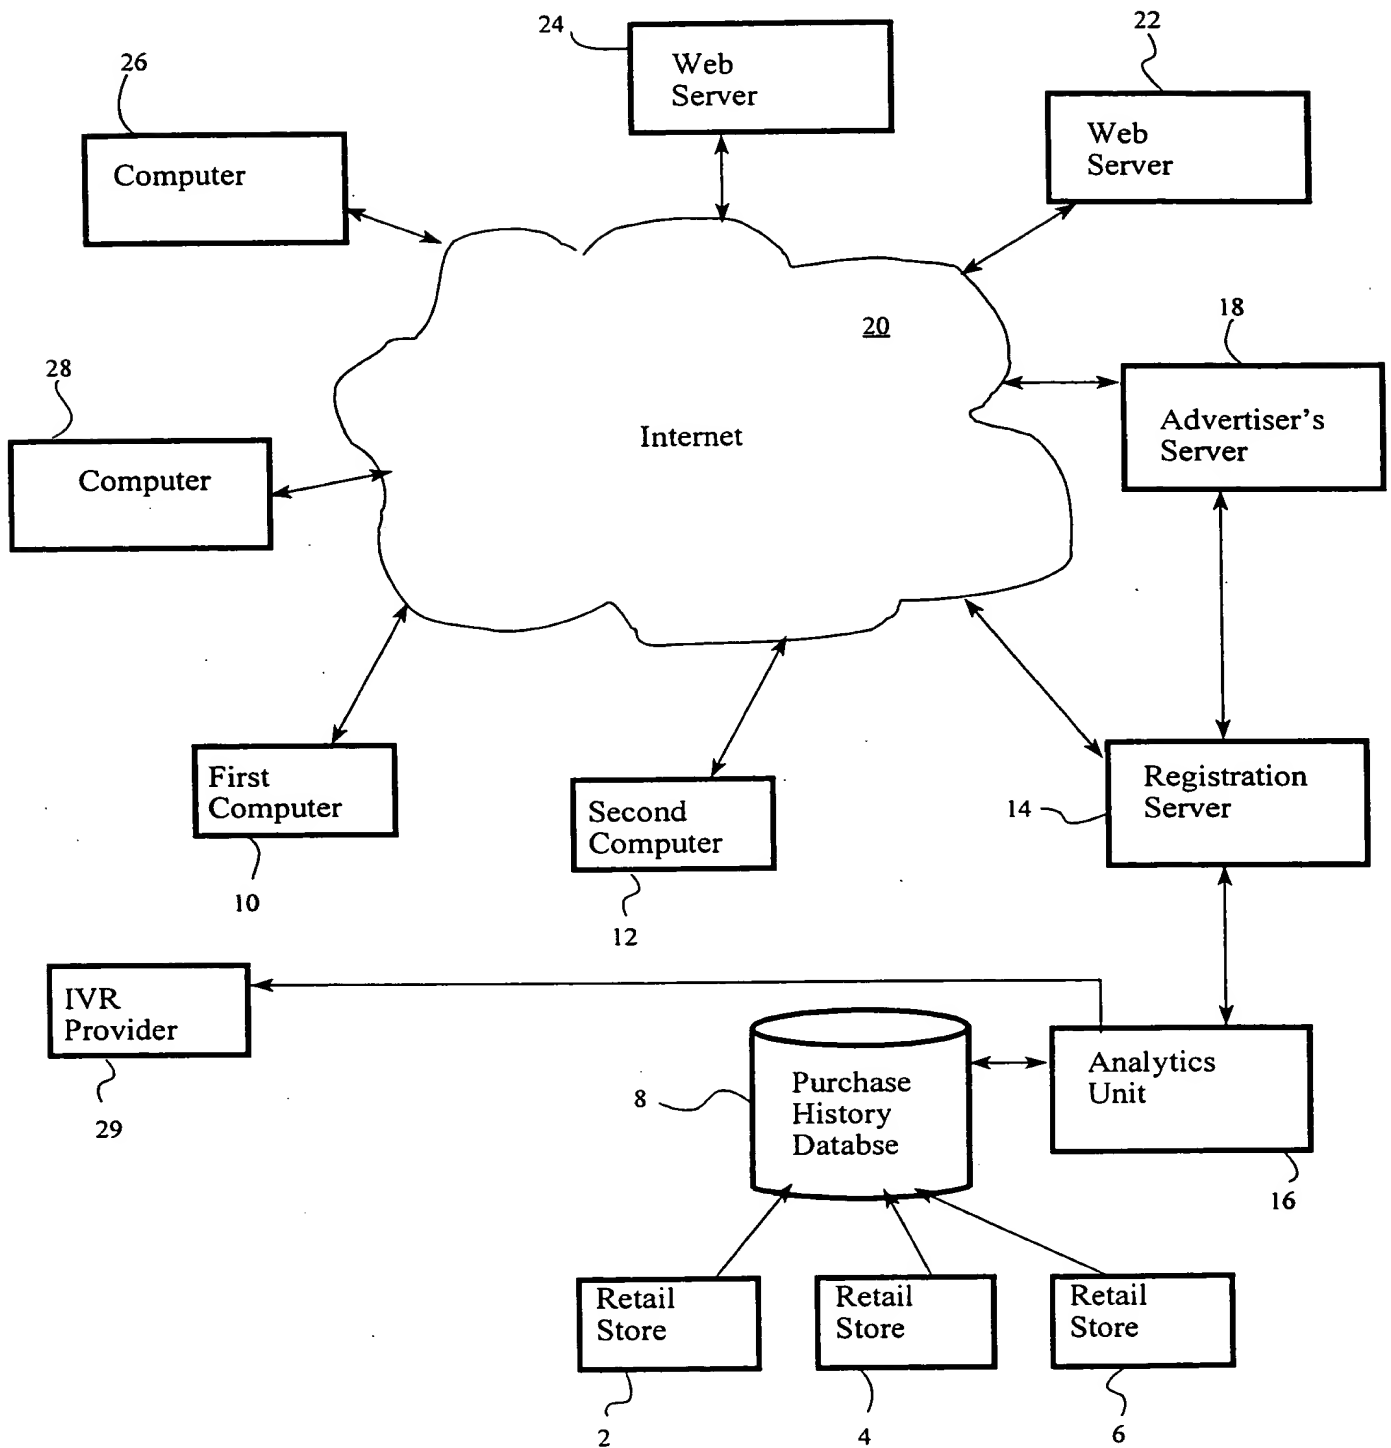 24
Web
Server
22
Web
Server
26
Computer
20
18
Advertiser's
Server
Internet
28
Computer
First
Computer
10
Second
Computer
12
Registration
Server
14
IVR
Provider
29
8
Purchase
History
Databse
Analytics
Unit
16
Retail
Store
2
Retail
Store
4
Retail
Store
6